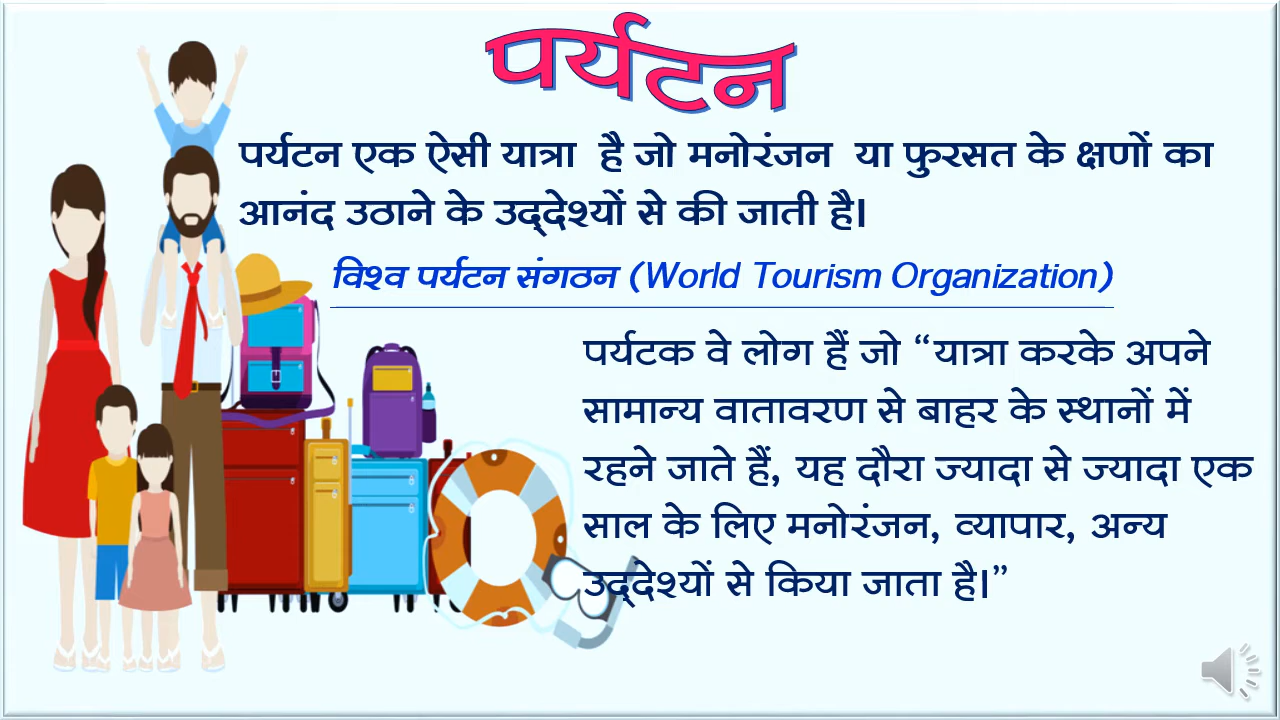 पर्यटन
पर्यटन एक ऐसी यात्रा है जो मनोरंजन या फुरसत के क्षणों का
आनंद उठाने के उद्देश्यों से की जाती है।
विश्व पर्यटन संगठन (World Tourism Organization)
पर्यटक वे लोग हैं जो “यात्रा करके अपने
सामान्य वातावरण से बाहर के स्थानों में
रहने जाते हैं, यह दौरा ज्यादा से ज्यादा एक
साल के लिए मनोरंजन, व्यापार, अन्य
उद्देश्यों से किया जाता है।”